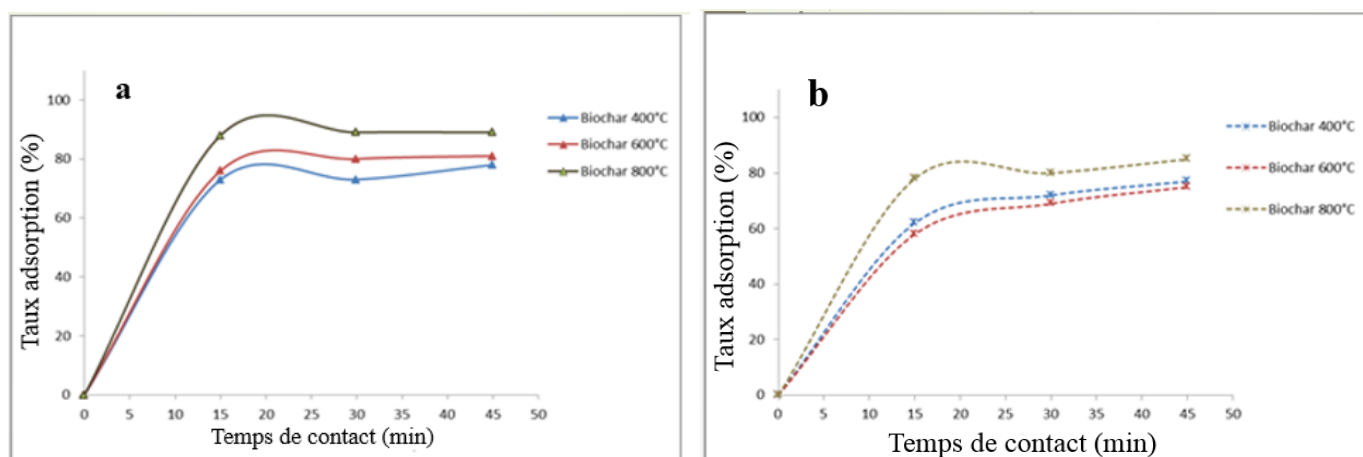 a
100
80
60
40
20
0
0 5 10 15 20 25 30 35 40 45 50
Taux adsorption (%)
Temps de contact (min)
Biochar 400°C
Biochar 600°C
Biochar 800°C
b
100
80
60
40
20
0
0 5 10 15 20 25 30 35 40 45 50
Taux adsorption (%)
Temps de contact (min)
Biochar 400°C
Biochar 600°C
Biochar 800°C